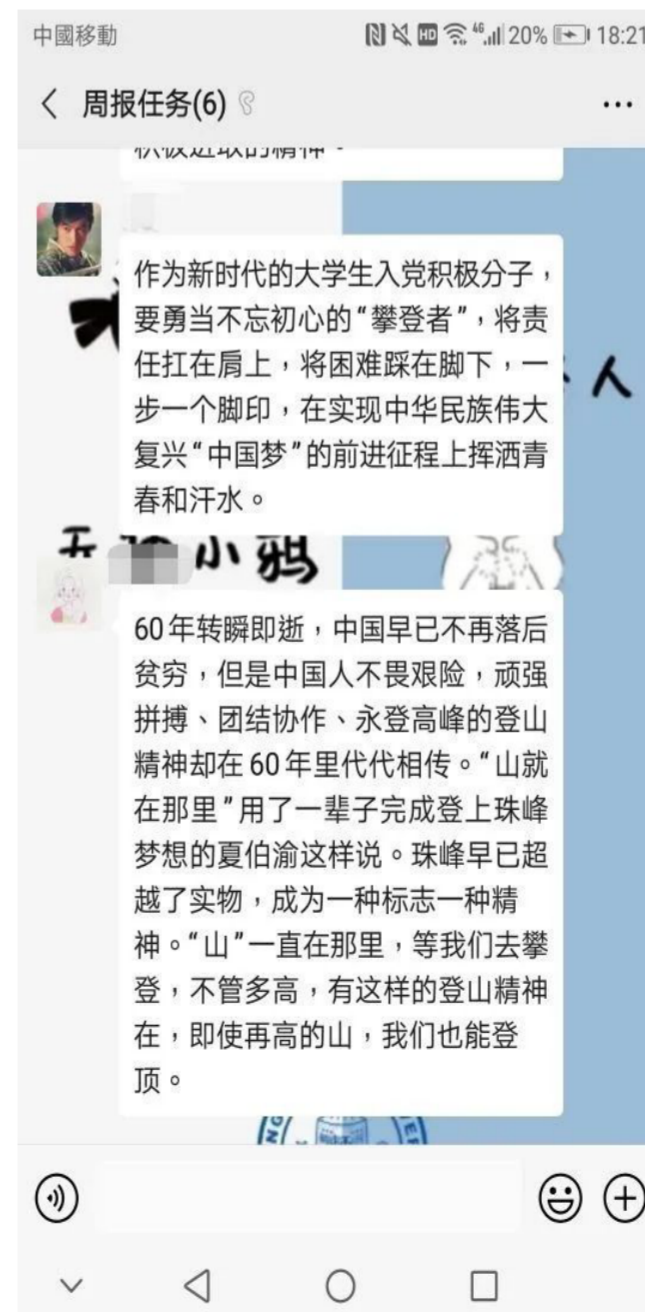 中國移動
HD 46 20% 18:21
周报任务(6)
积极进取的精神。
作为新时代的大学生入党积极分子，
要勇当不忘初心的“攀登者”，将责
任扛在肩上，将困难踩在脚下，一
步一个脚印，在实现中华民族伟大
复兴“中国梦”的前进征程上挥洒青
春和汗水。
人
小鸦
60年转瞬即逝，中国早已不再落后
贫穷，但是中国人不畏艰险，顽强
拼搏、团结协作、永登高峰的登山
精神却在60年里代代相传。“山就
在那里”用了一辈子完成登上珠峰
梦想的夏伯渝这样说。珠峰早已超
越了实物，成为一种标志一种精
神。“山”一直在那里，等我们去攀
登，不管多高，有这样的登山精神
在，即使再高的山，我们也能登
顶。